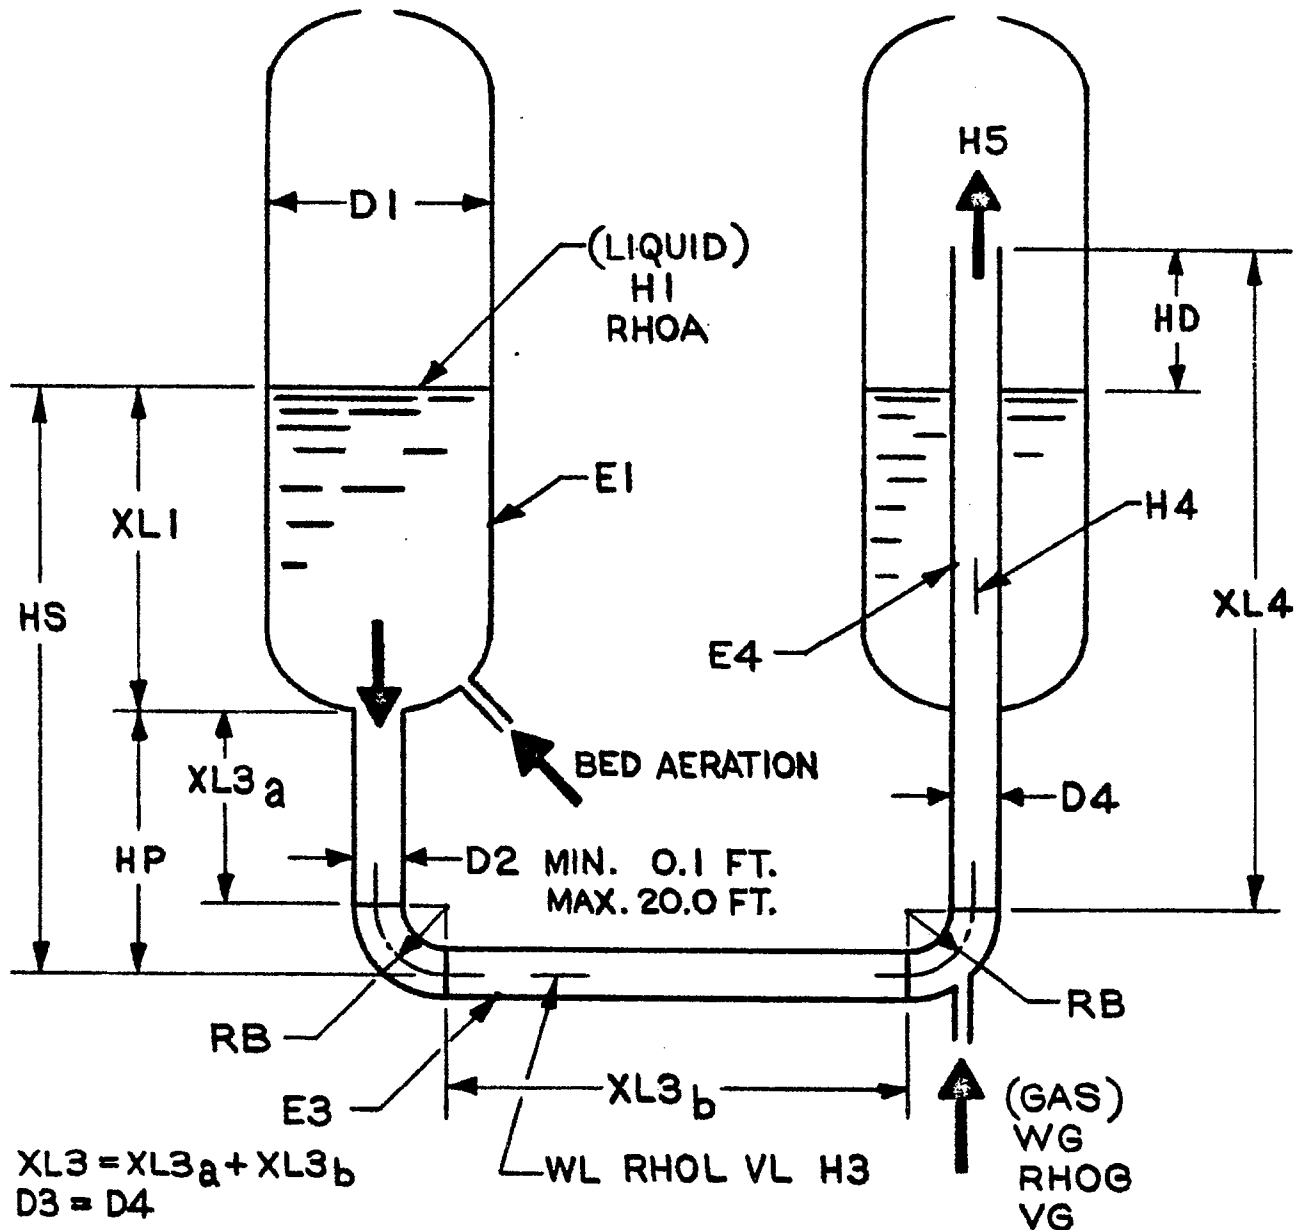 H5
D1
(LIQUID)
H1
RHOA
HD
E1
H4
XL1
HS
XL4
E4
BED AERATION
XL3a
D4
HP
D2 MIN. 0.1 FT.
MAX. 20.0 FT.
RB
RB
XL3b
E3
(GAS)
WG
RHOG
VG
XL3 = XL3a + XL3b
D3 = D4
WL RHOL VL H3